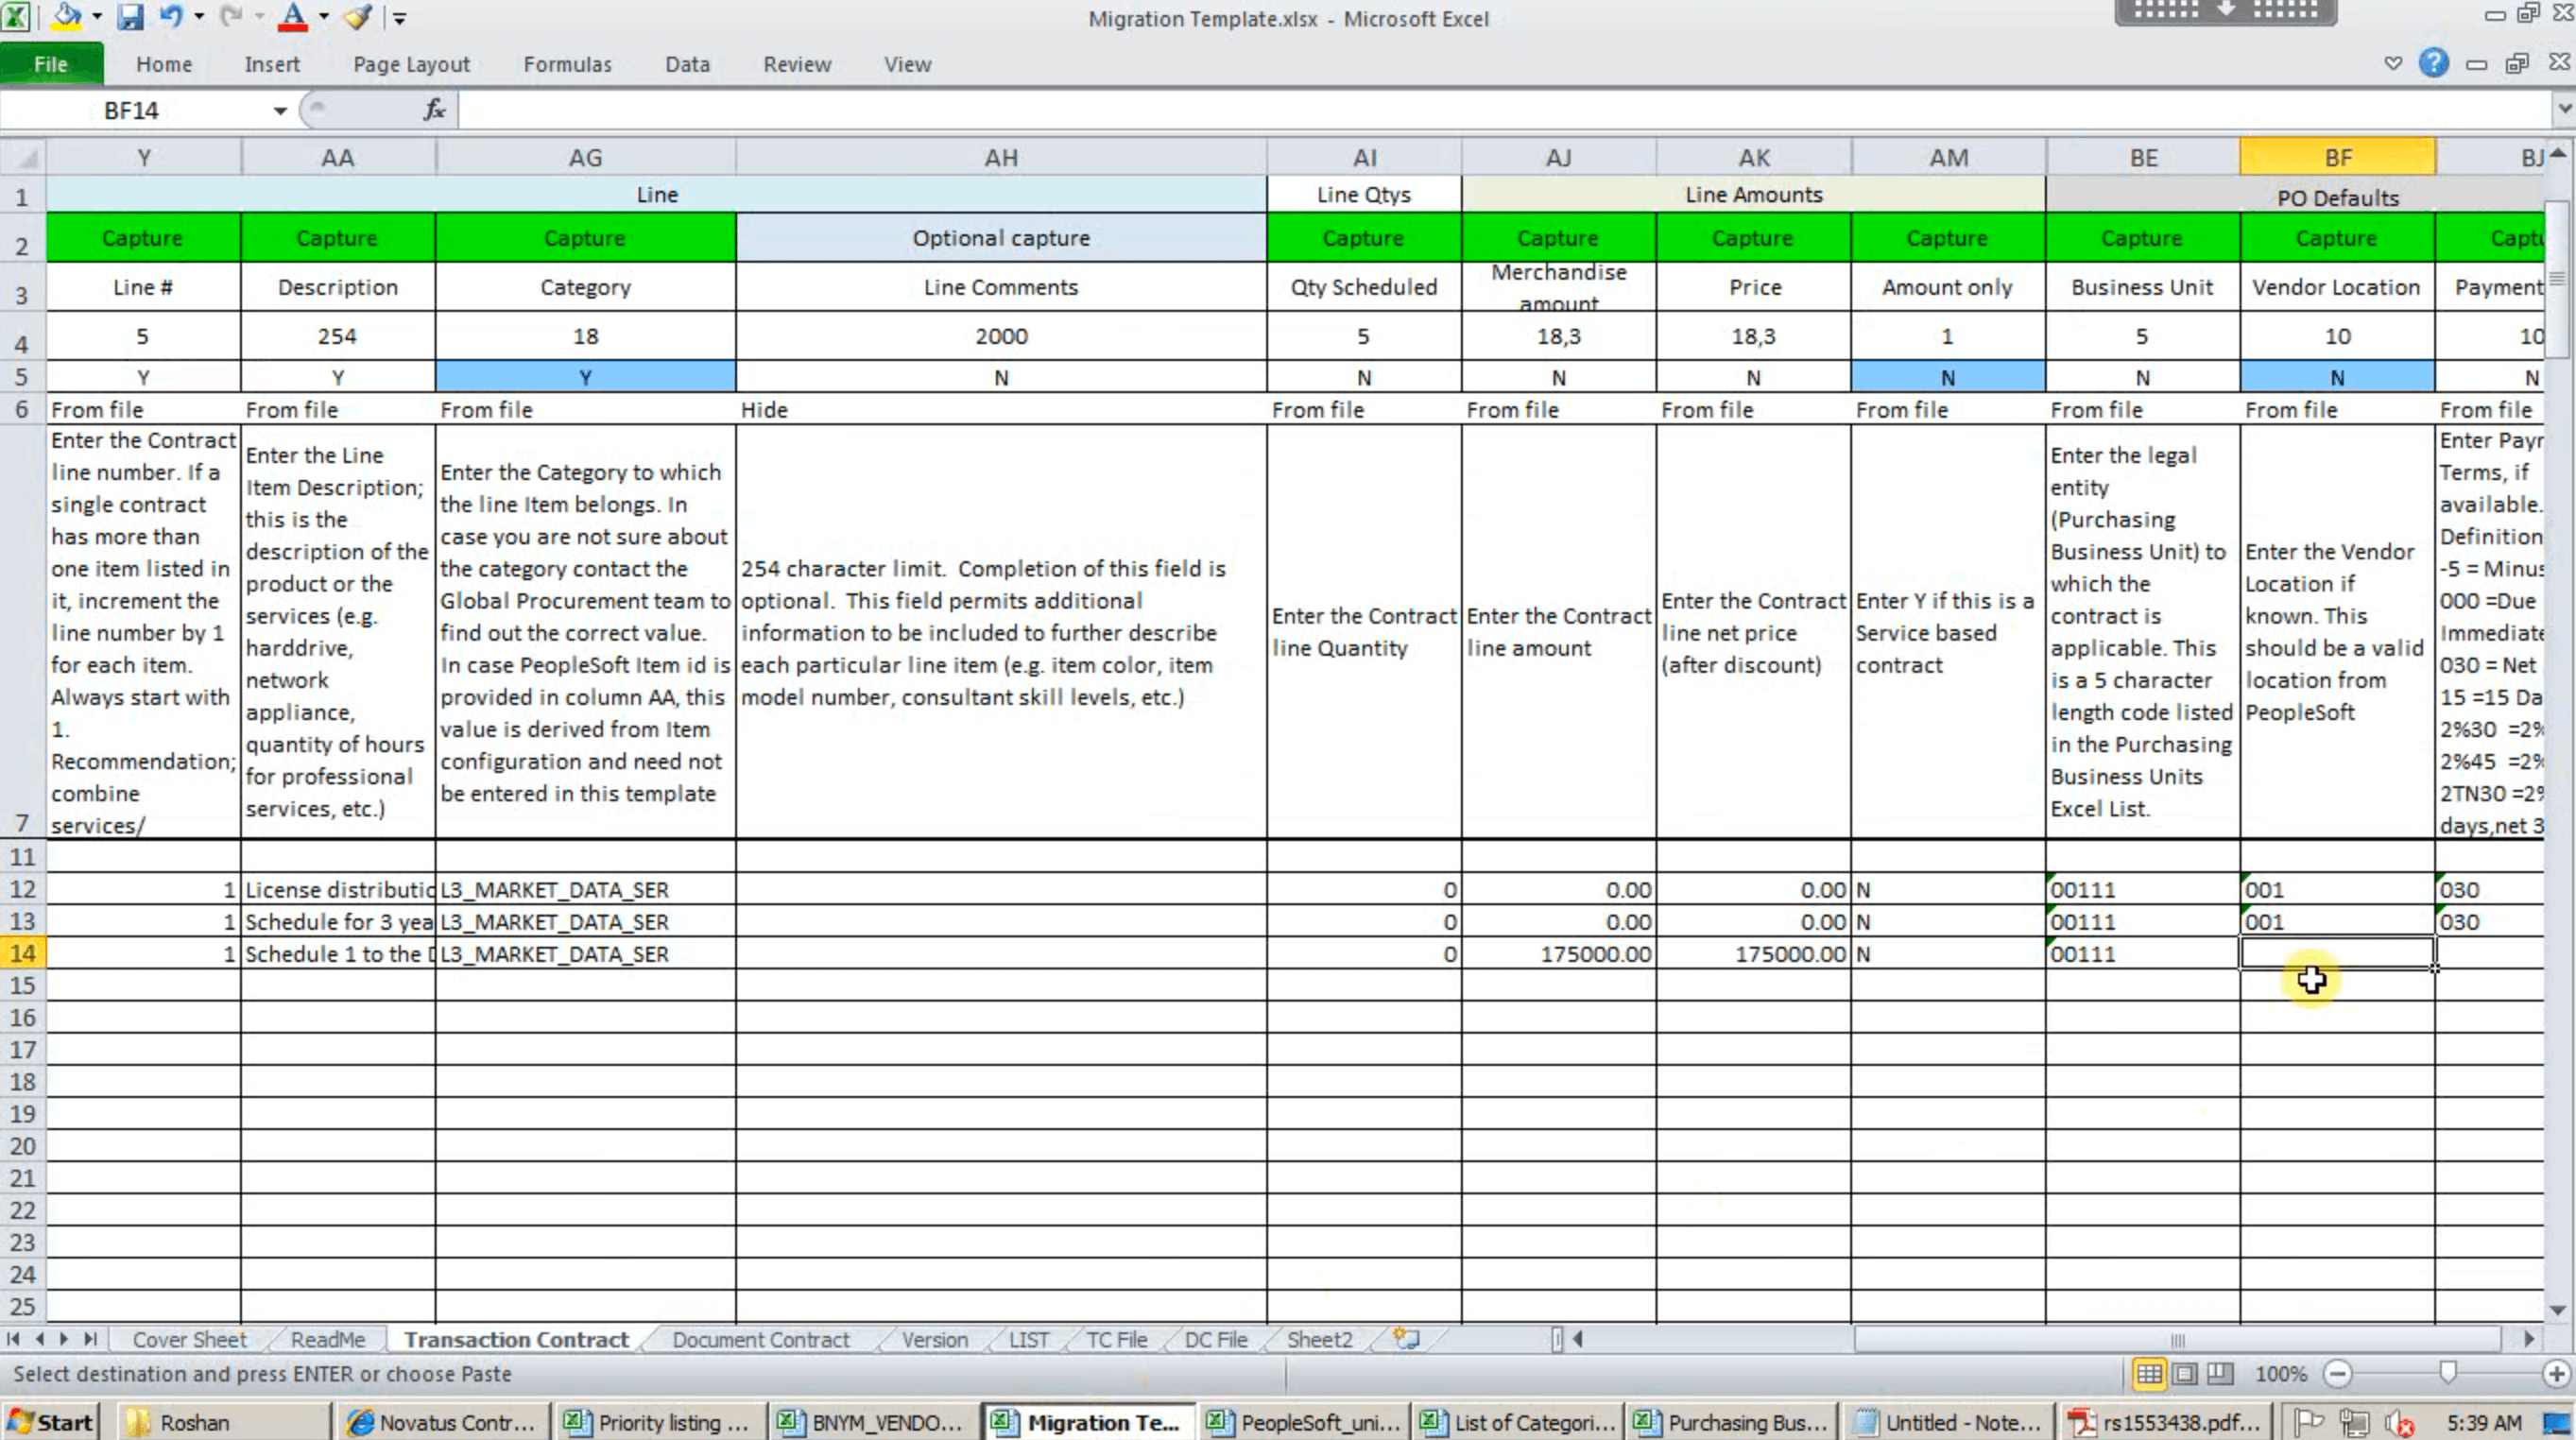 Migration Template.xlsx - Microsoft Excel
File Home Insert Page Layout Formulas Data Review View
BF14 fx
Y AA AG AH AI AJ AK AM BE BF BJ
1 Line Line Qtys Line Amounts PO Defaults
2 Capture Capture Capture Optional capture Capture Capture Capture Capture Capture Capture Capt
3 Line # Description Category Line Comments Qty Scheduled Merchandise amount Price Amount only Business Unit Vendor Location Payment
4 5 254 18 2000 5 18,3 18,3 1 5 10 10
5 Y Y Y N N N N N N N N
6 From file From file From file Hide From file From file From file From file From file From file From file
7
Enter the Contract
line number. If a
single contract
has more than
one item listed in
it, increment the
line number by 1
for each item.
Always start with
1.
Recommendation;
combine
services/
Enter the Line
Item Description;
this is the
description of the
product or the
services (e.g.
harddrive,
network
appliance,
quantity of hours
for professional
services, etc.)
Enter the Category to which
the line Item belongs. In
case you are not sure about
the category contact the
Global Procurement team to
find out the correct value.
In case PeopleSoft Item id is
provided in column AA, this
value is derived from Item
configuration and need not
be entered in this template
254 character limit. Completion of this field is
optional. This field permits additional
information to be included to further describe
each particular line item (e.g. item color, item
model number, consultant skill levels, etc.)
Enter the Contract
line Quantity
Enter the Contract
line amount
Enter the Contract
line net price
(after discount)
Enter Y if this is a
Service based
contract
Enter the legal
entity
(Purchasing
Business Unit) to
which the
contract is
applicable. This
is a 5 character
length code listed
in the Purchasing
Business Units
Excel List.
Enter the Vendor
Location if
known. This
should be a valid
location from
PeopleSoft
Enter Payr
Terms, if
available.
Definition
-5 = Minus
000 =Due
Immediate
030 = Net
15 =15 Da
2%30 =2%
2%45 =2%
2TN30 =2%
days,net 3
11
12 1 License distributic L3_MARKET_DATA_SER 0 0.00 0.00 N 00111 001 030
13 1 Schedule for 3 yea L3_MARKET_DATA_SER 0 0.00 0.00 N 00111 001 030
14 1 Schedule 1 to the D L3_MARKET_DATA_SER 0 175000.00 175000.00 N 00111
15
16
17
18
19
20
21
22
23
24
25
Cover Sheet ReadMe Transaction Contract Document Contract Version LIST TC File DC File Sheet2
Select destination and press ENTER or choose Paste 100%
Start Roshan Novatus Contr... Priority listing ... BNYM_VENDO... Migration Te... PeopleSoft_uni... List of Categori... Purchasing Bus... Untitled - Note... rs1553438.pdf... 5:39 AM